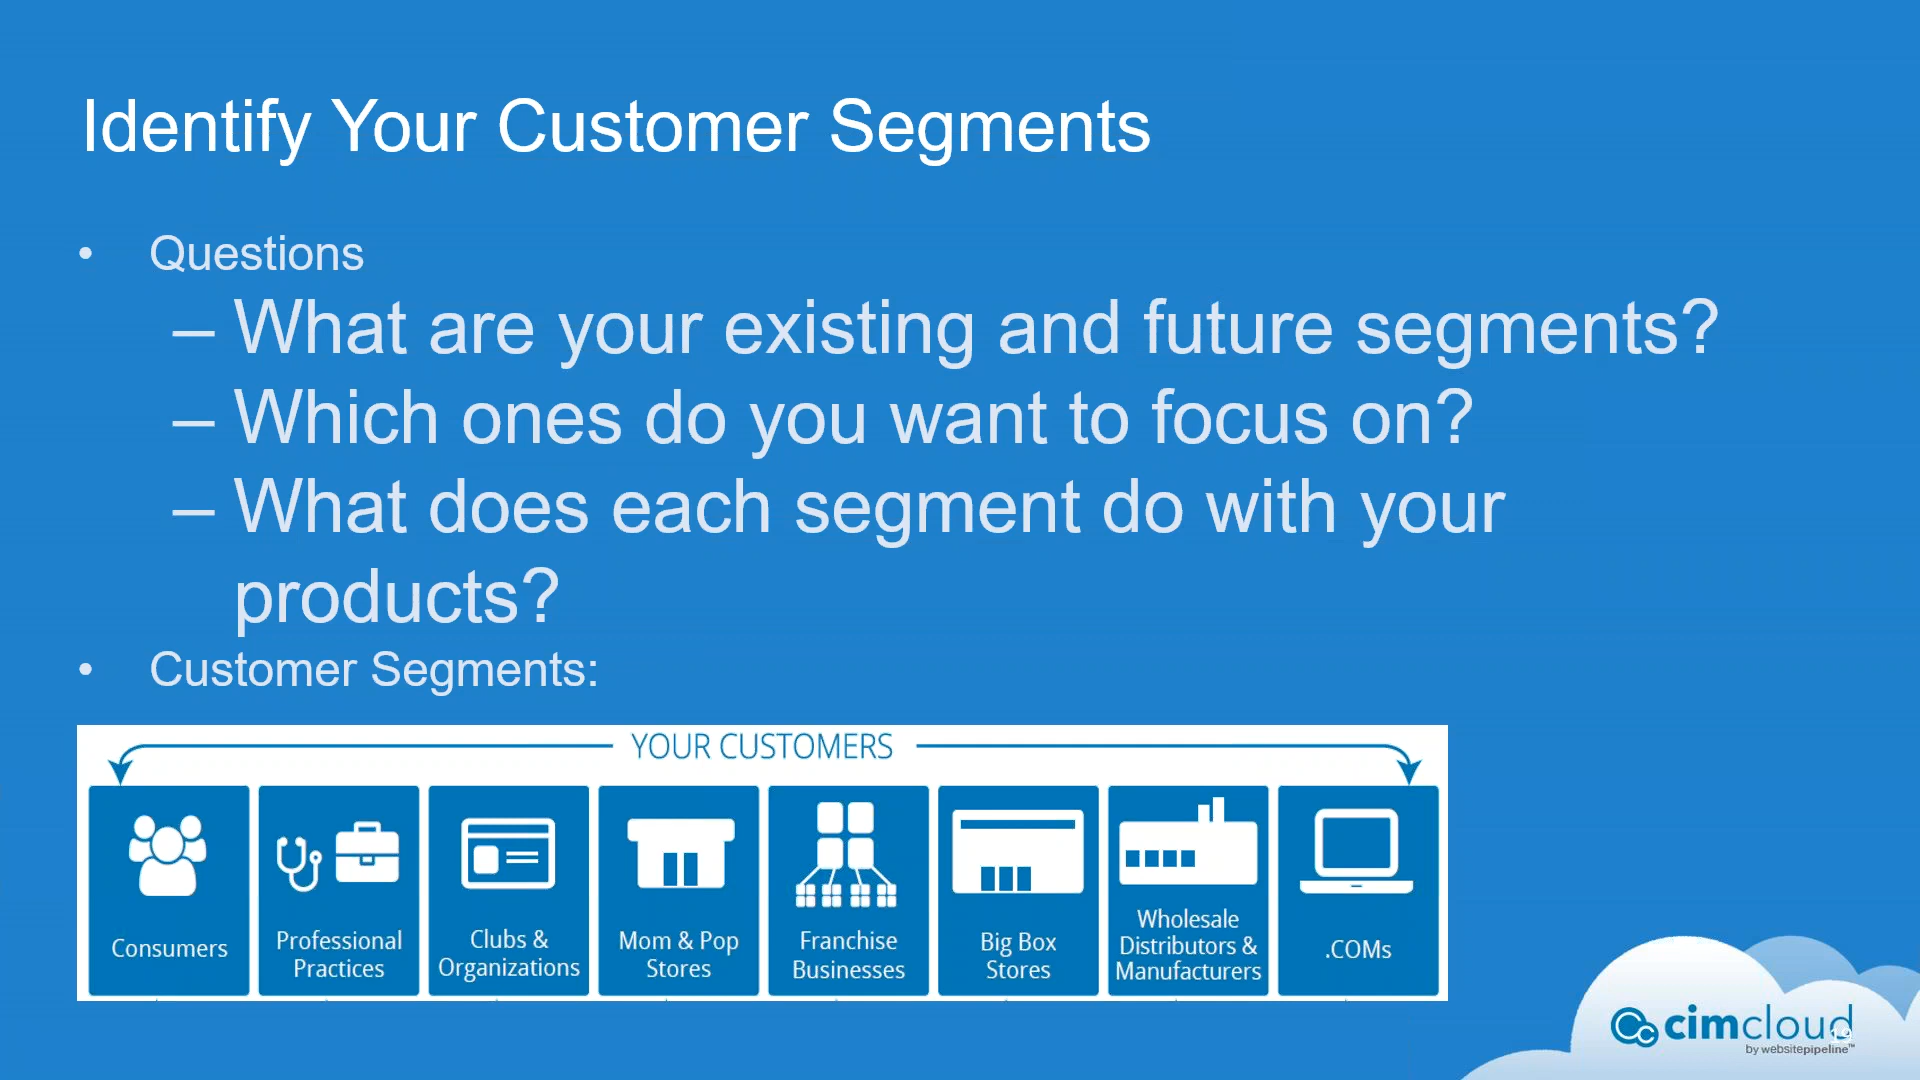 Identify Your Customer Segments
• Questions
– What are your existing and future segments?
– Which ones do you want to focus on?
– What does each segment do with your
products?
• Customer Segments:
YOUR CUSTOMERS
Consumers
Professional
Practices
Clubs &
Organizations
Mom & Pop
Stores
Franchise
Businesses
Big Box
Stores
Wholesale
Distributors &
Manufacturers
.COMs
cimcloud
19
by websitepipeline™